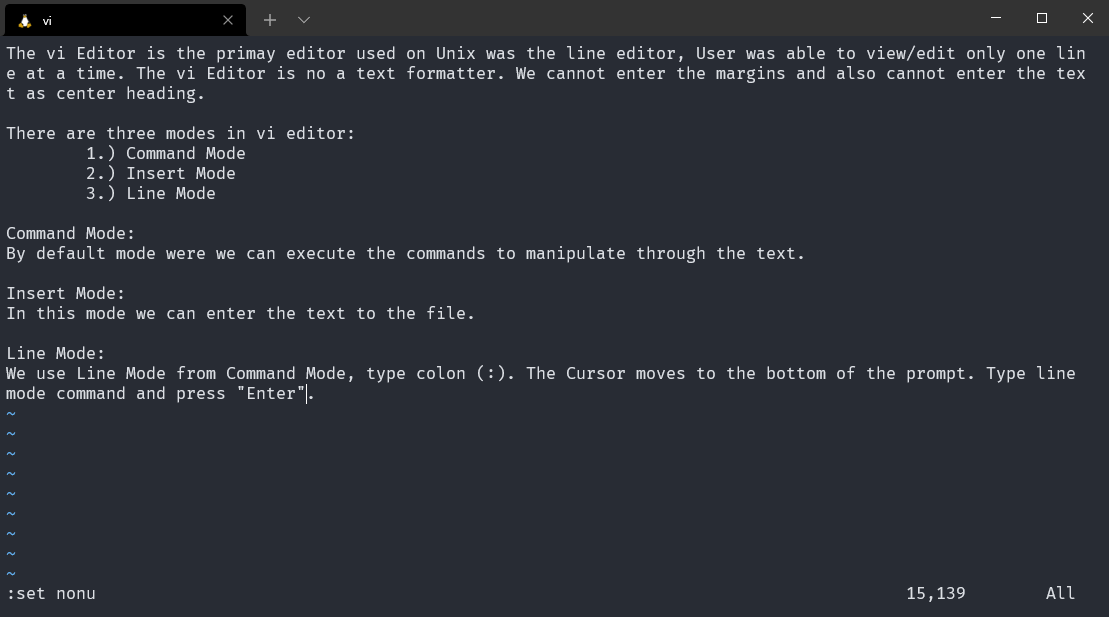 vi
The vi Editor is the primay editor used on Unix was the line editor, User was able to view/edit only one lin
e at a time. The vi Editor is no a text formatter. We cannot enter the margins and also cannot enter the tex
t as center heading.
There are three modes in vi editor:
1.) Command Mode
2.) Insert Mode
3.) Line Mode
Command Mode:
By default mode were we can execute the commands to manipulate through the text.
Insert Mode:
In this mode we can enter the text to the file.
Line Mode:
We use Line Mode from Command Mode, type colon (:). The Cursor moves to the bottom of the prompt. Type line
mode command and press "Enter".
~
~
~
~
~
~
~
~
~
:set nonu 15,139 All